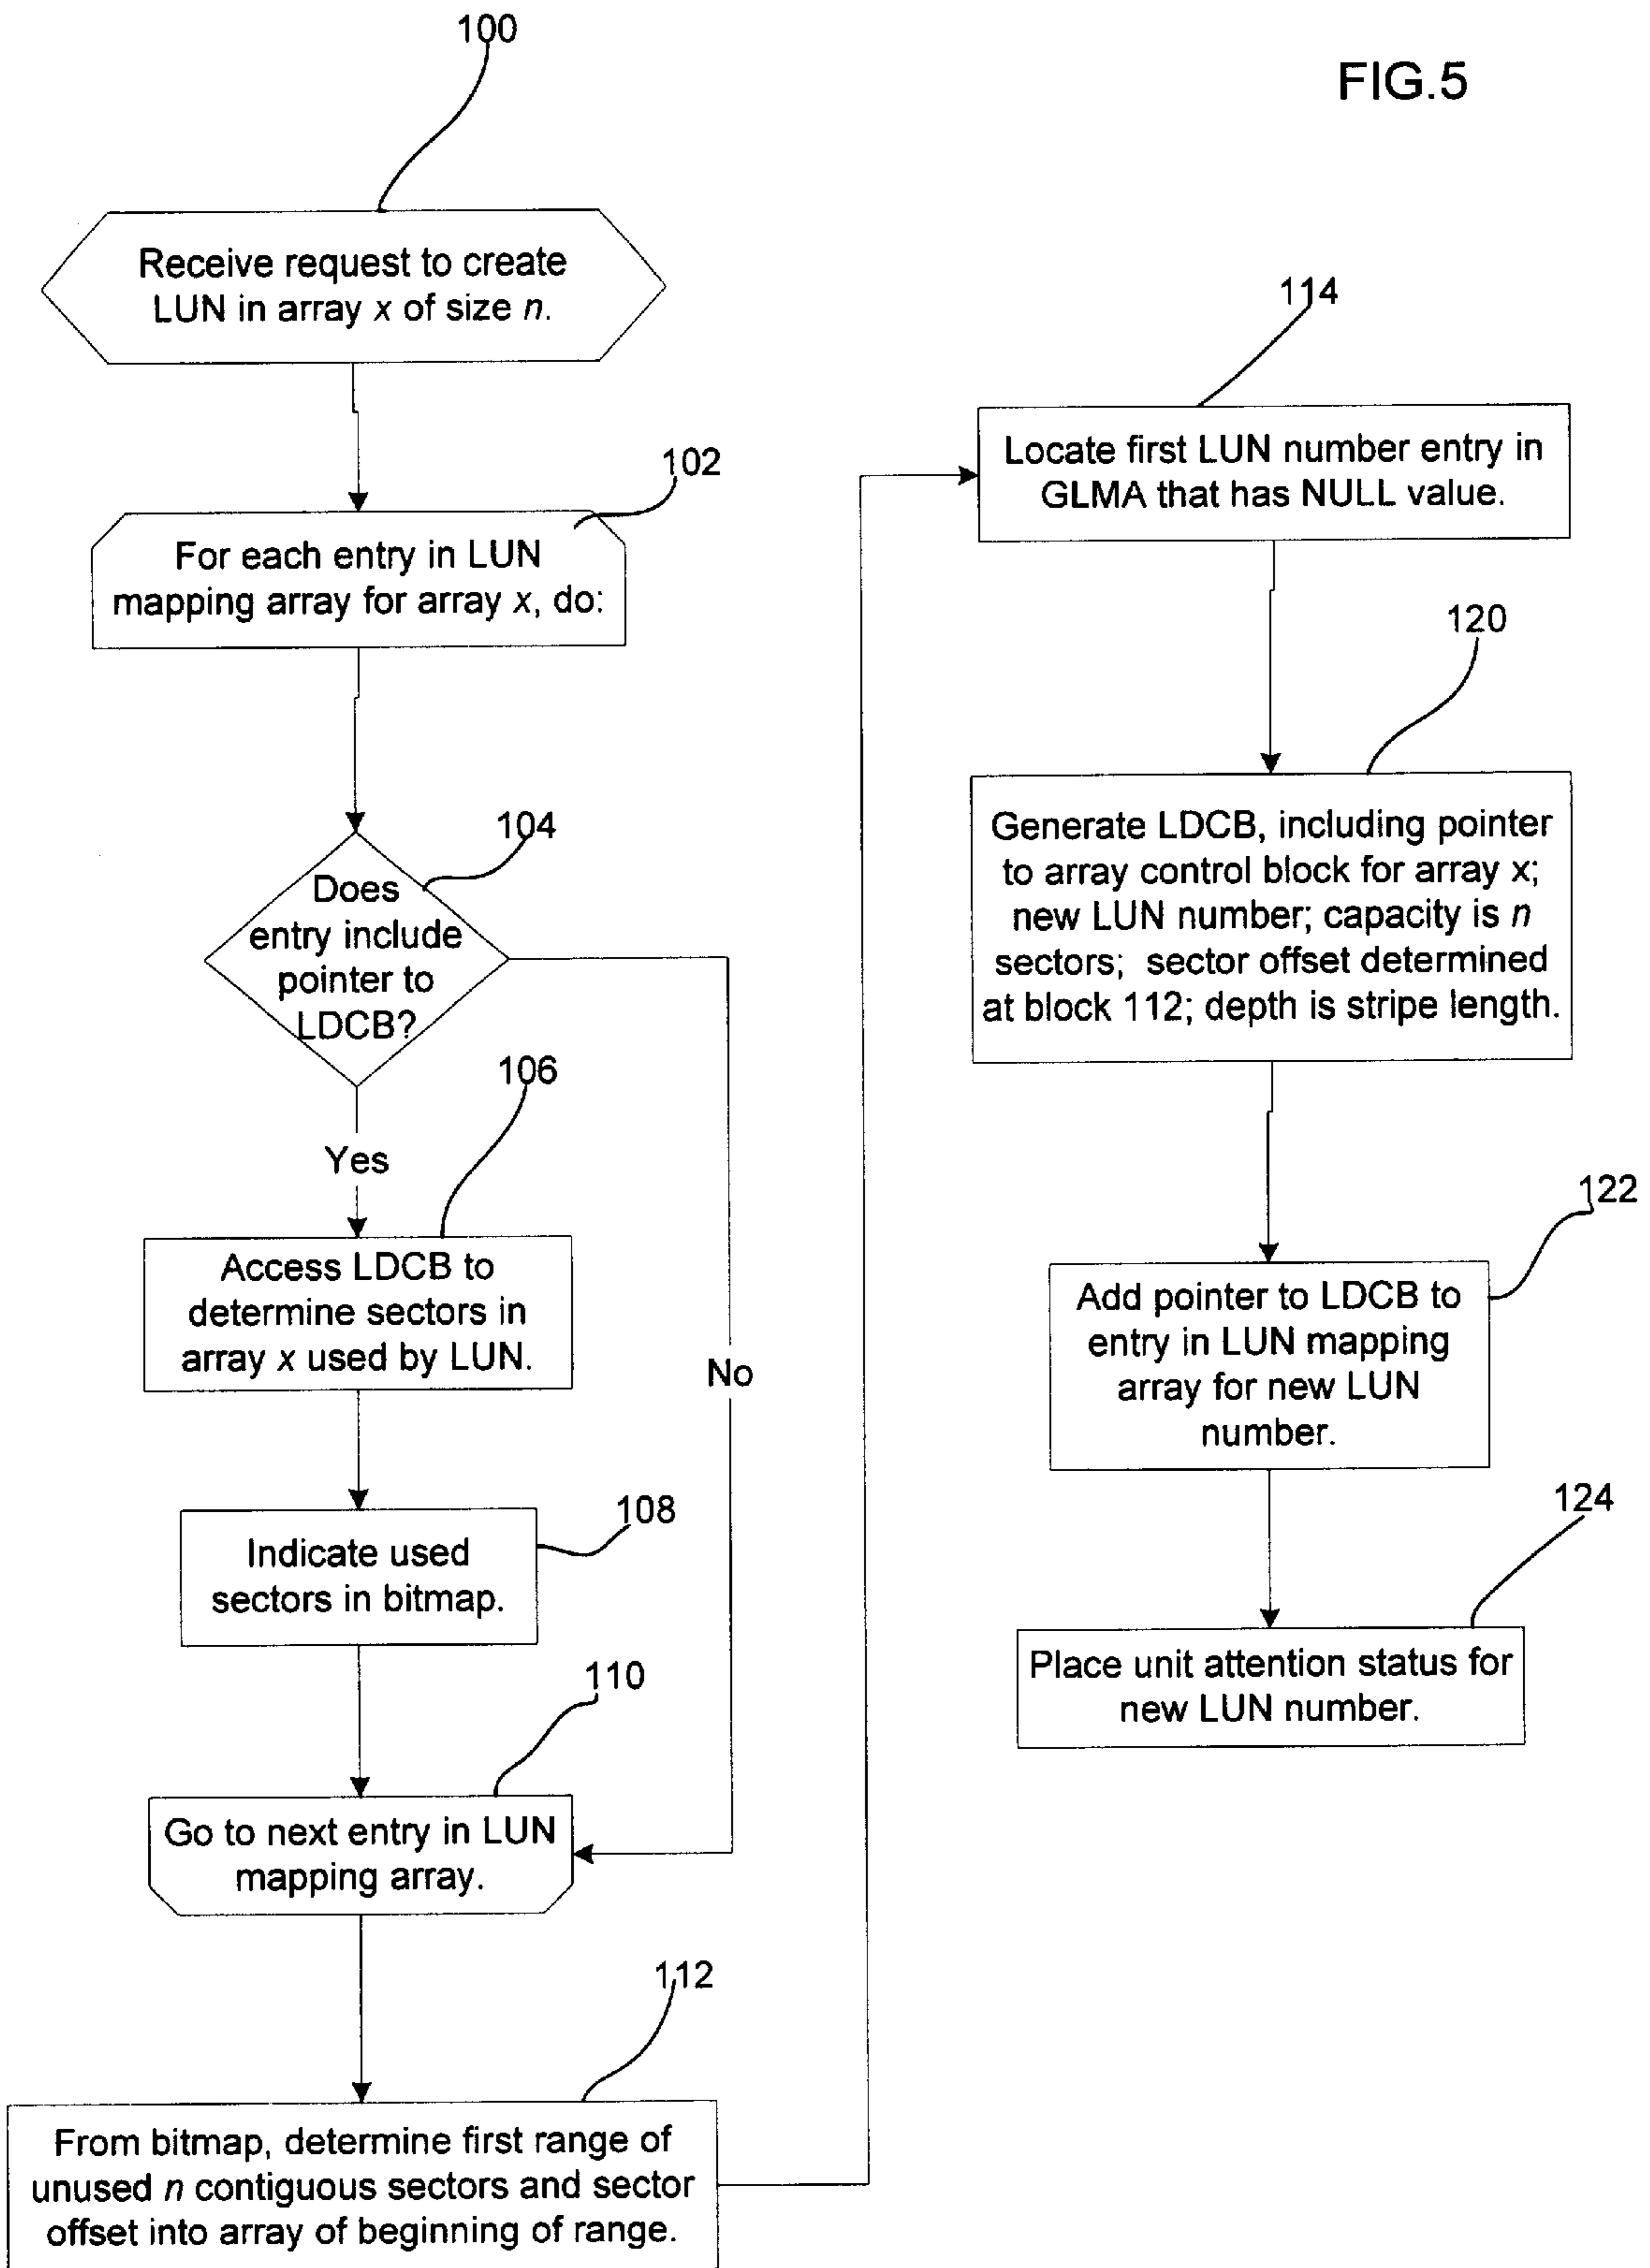 FIG.5
100
Receive request to create
LUN in array x of size n.
102
For each entry in LUN
mapping array for array x, do:
104
Does
entry include
pointer to
LDCB?
Yes
No
106
Access LDCB to
determine sectors in
array x used by LUN.
108
Indicate used
sectors in bitmap.
110
Go to next entry in LUN
mapping array.
112
From bitmap, determine first range of
unused n contiguous sectors and sector
offset into array of beginning of range.
114
Locate first LUN number entry in
GLMA that has NULL value.
120
Generate LDCB, including pointer
to array control block for array x;
new LUN number; capacity is n
sectors; sector offset determined
at block 112; depth is stripe length.
122
Add pointer to LDCB to
entry in LUN mapping
array for new LUN
number.
124
Place unit attention status for
new LUN number.